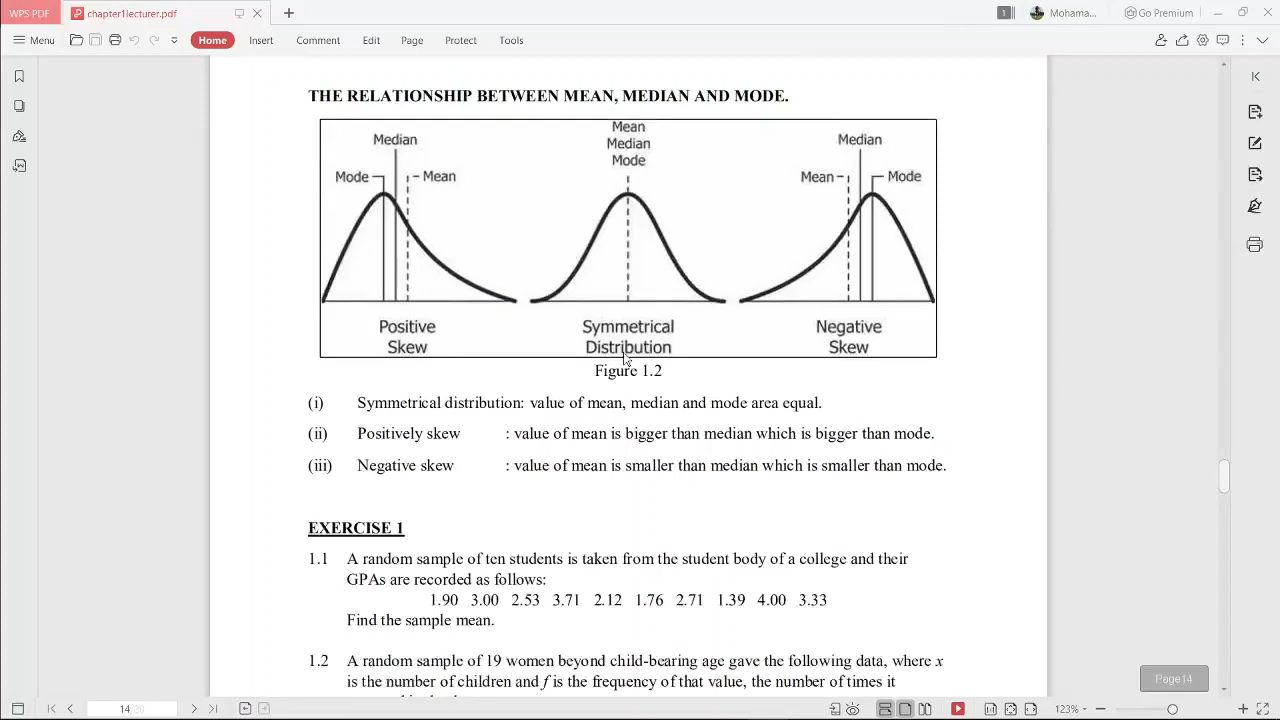 WPS PDF
chapter1lecturer.pdf
1
Mohama...
Go Premium
Menu
Home
Insert
Comment
Edit
Page
Protect
Tools
THE RELATIONSHIP BETWEEN MEAN, MEDIAN AND MODE.
Median
Mode
Mean
Mean
Median
Mode
Median
Mean
Mode
Positive
Skew
Symmetrical
Distribution
Negative
Skew
Figure 1.2
(i) Symmetrical distribution: value of mean, median and mode area equal.
(ii) Positively skew : value of mean is bigger than median which is bigger than mode.
(iii) Negative skew : value of mean is smaller than median which is smaller than mode.
EXERCISE 1
1.1 A random sample of ten students is taken from the student body of a college and their
GPAs are recorded as follows:
1.90 3.00 2.53 3.71 2.12 1.76 2.71 1.39 4.00 3.33
Find the sample mean.
1.2 A random sample of 19 women beyond child-bearing age gave the following data, where x
is the number of children and f is the frequency of that value, the number of times it
Page14
14/20
123%